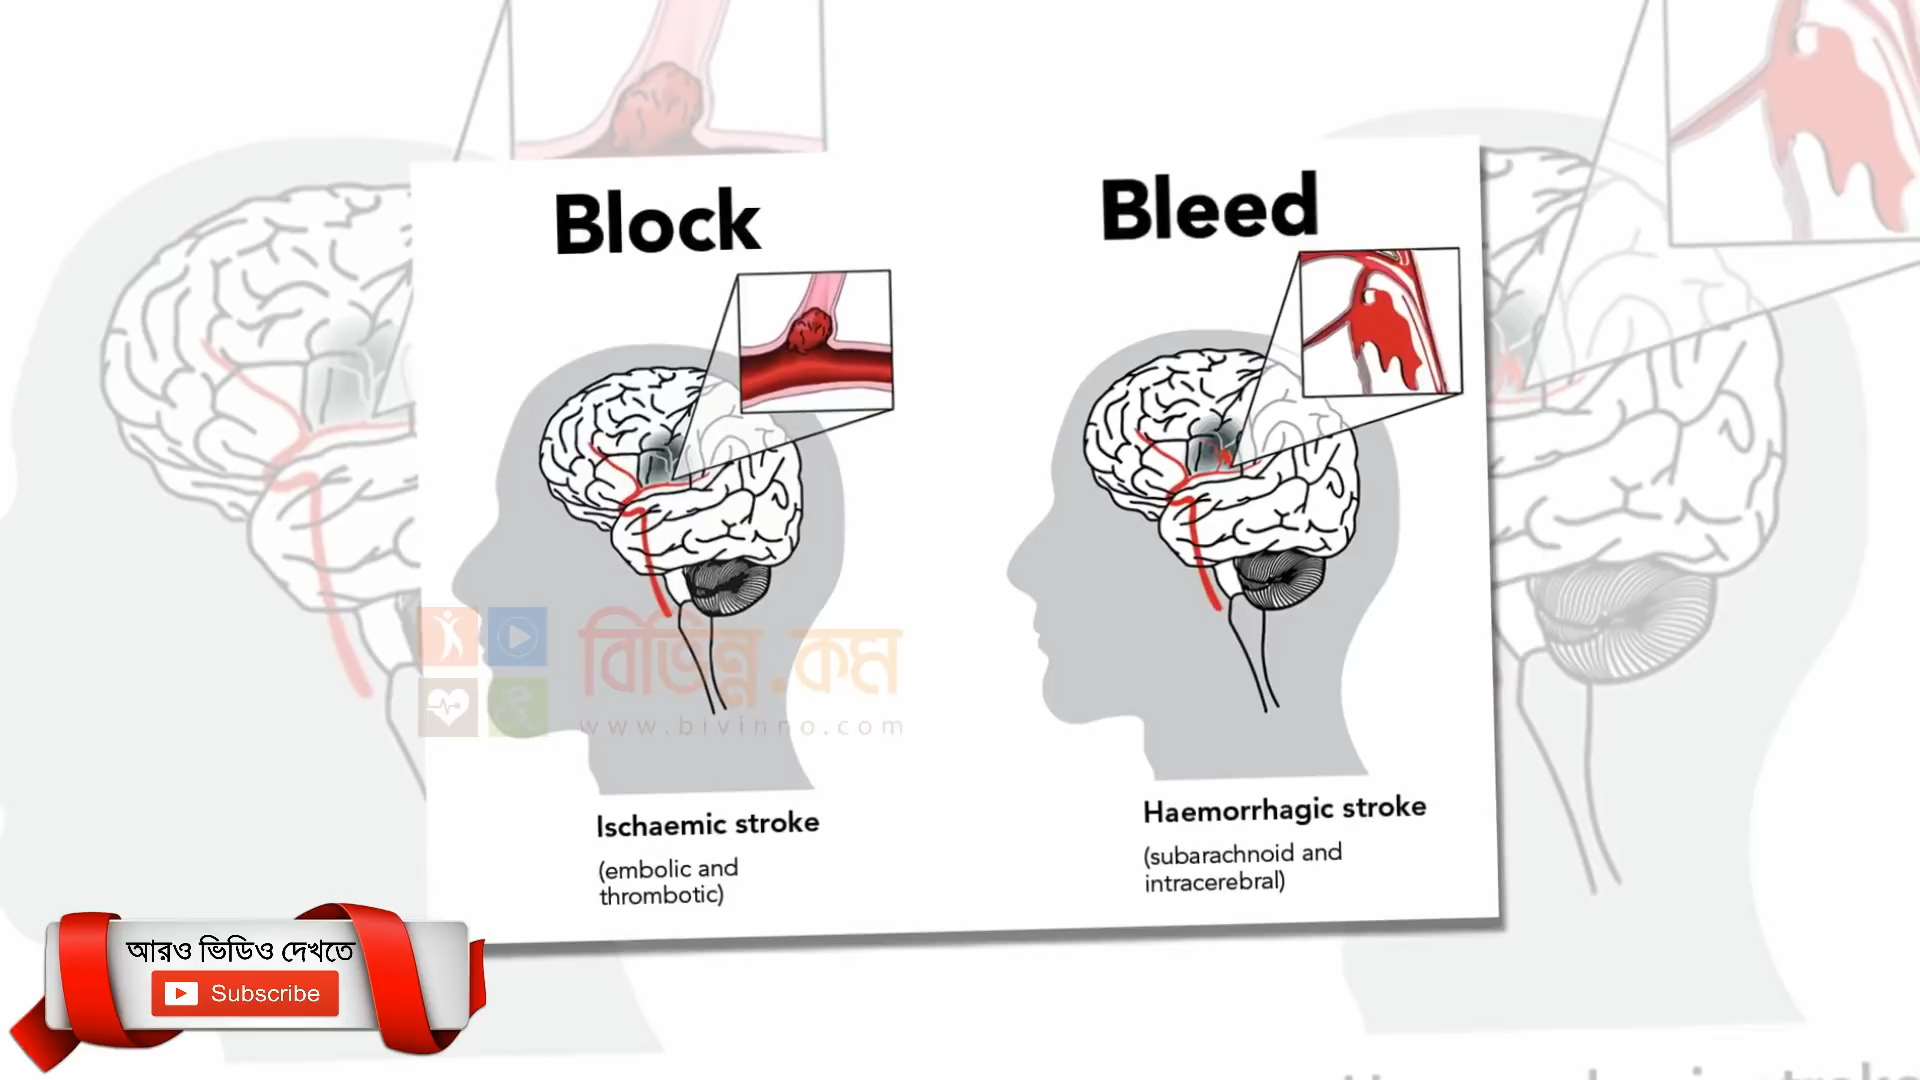 Block
Bleed
বিভিন্ন.কম
www.bivinno.com
Ischaemic stroke
(embolic and
thrombotic)
Haemorrhagic stroke
(subarachnoid and
intracerebral)
আরও ভিডিও দেখতে
Subscribe